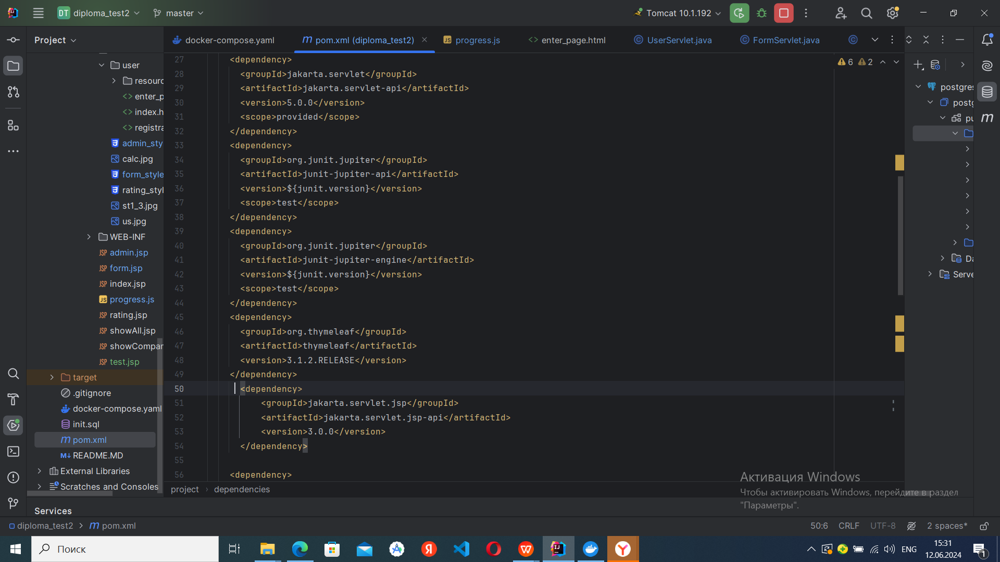 DT diploma_test2 master Tomcat 10.1.192
Project
docker-compose.yaml pom.xml (diploma_test2) progress.js enter_page.html UserServlet.java FormServlet.java
user
resourc
enter_p
index.h
registra
admin_sty
calc.jpg
form_style
rating_styl
st1_3.jpg
us.jpg
WEB-INF
JSP admin.jsp
JSP form.jsp
JSP index.jsp
JS progress.js
JSP rating.jsp
JSP showAll.jsp
JSP showCompar
JSP test.jsp
target
.gitignore
docker-compose.yaml
init.sql
m pom.xml
M↓ README.MD
External Libraries
Scratches and Consoles
27 <dependency>
28 <groupId>jakarta.servlet</groupId>
29 <artifactId>jakarta.servlet-api</artifactId>
30 <version>5.0.0</version>
31 <scope>provided</scope>
32 </dependency>
33 <dependency>
34 <groupId>org.junit.jupiter</groupId>
35 <artifactId>junit-jupiter-api</artifactId>
36 <version>${junit.version}</version>
37 <scope>test</scope>
38 </dependency>
39 <dependency>
40 <groupId>org.junit.jupiter</groupId>
41 <artifactId>junit-jupiter-engine</artifactId>
42 <version>${junit.version}</version>
43 <scope>test</scope>
44 </dependency>
45 <dependency>
46 <groupId>org.thymeleaf</groupId>
47 <artifactId>thymeleaf</artifactId>
48 <version>3.1.2.RELEASE</version>
49 </dependency>
50 <dependency>
51 <groupId>jakarta.servlet.jsp</groupId>
52 <artifactId>jakarta.servlet.jsp-api</artifactId>
53 <version>3.0.0</version>
54 </dependency>
55
56 <dependency>
6 2
postgres
postg
pu
Da
Serve
project › dependencies
Активация Windows
Чтобы активировать Windows, перейдите в раздел
"Параметры".
Services
diploma_test2 > m pom.xml 50:6 CRLF UTF-8 2 spaces*
Поиск
ENG
15:31
12.06.2024
1